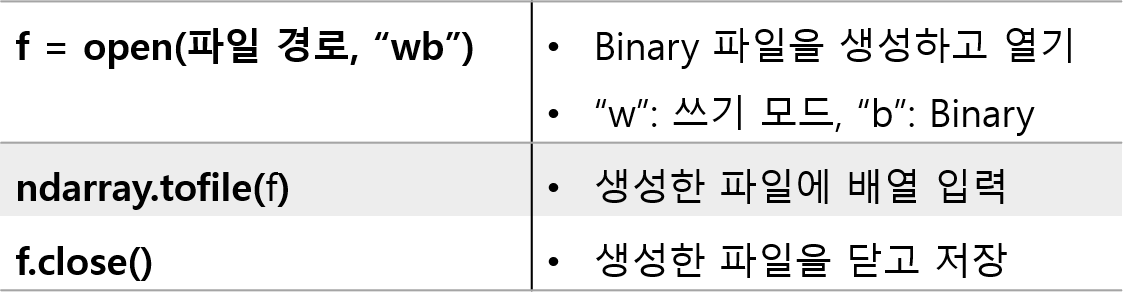 f = open(파일 경로, “wb”)
• Binary 파일을 생성하고 열기
• “w”: 쓰기 모드, “b”: Binary
ndarray.tofile(f)
• 생성한 파일에 배열 입력
f.close()
• 생성한 파일을 닫고 저장